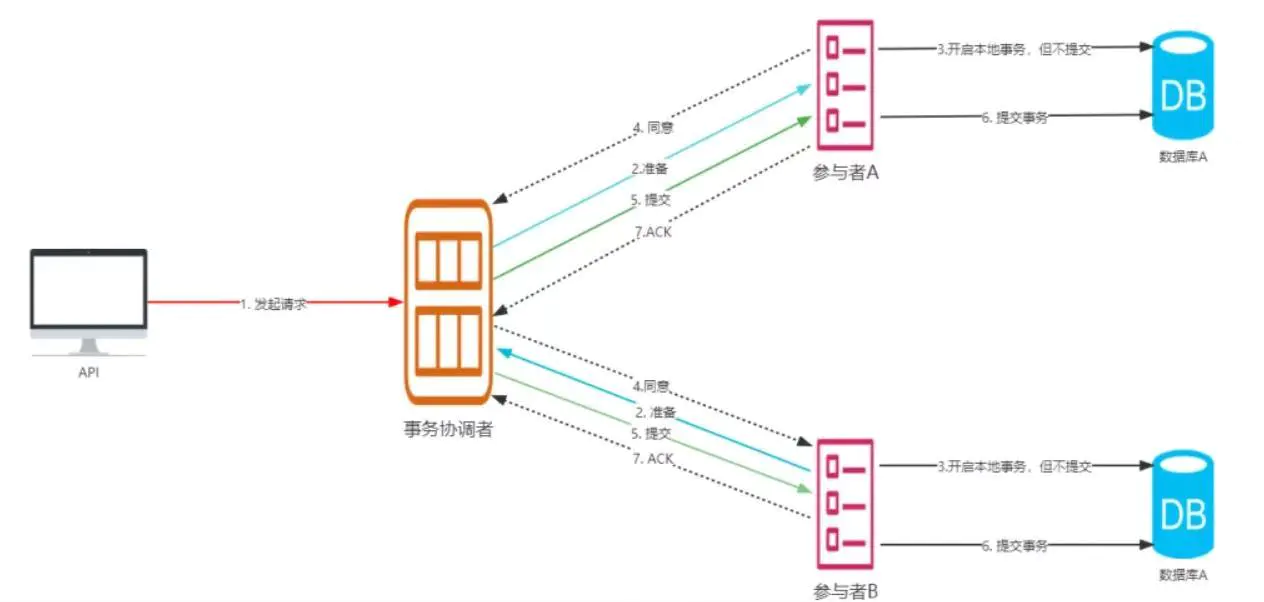 3.开启本地事务，但不提交
DB
4. 同意
6. 提交事务
数据库A
2.准备
参与者A
5. 提交
7.ACK
1. 发起请求
API
4.同意
2. 准备
事务协调者
5. 提交
7. ACK
3.开启本地事务，但不提交
DB
6. 提交事务
数据库A
参与者B